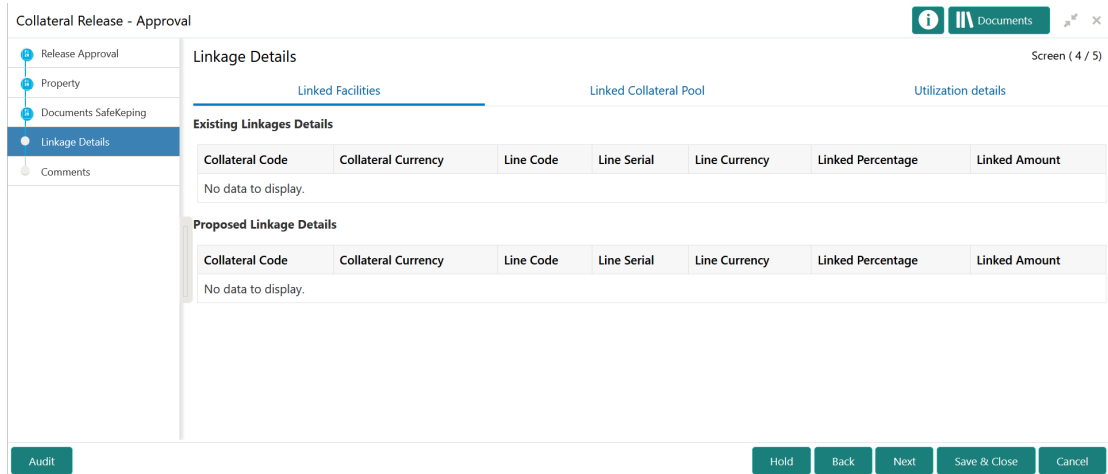 Collateral Release - Approval
Documents
Release Approval
Property
Documents SafeKeping
Linkage Details
Comments
Linkage Details
Screen ( 4 / 5)
Linked Facilities Linked Collateral Pool Utilization details
Existing Linkages Details
Collateral Code Collateral Currency Line Code Line Serial Line Currency Linked Percentage Linked Amount
No data to display.
Proposed Linkage Details
Collateral Code Collateral Currency Line Code Line Serial Line Currency Linked Percentage Linked Amount
No data to display.
Audit Hold Back Next Save & Close Cancel